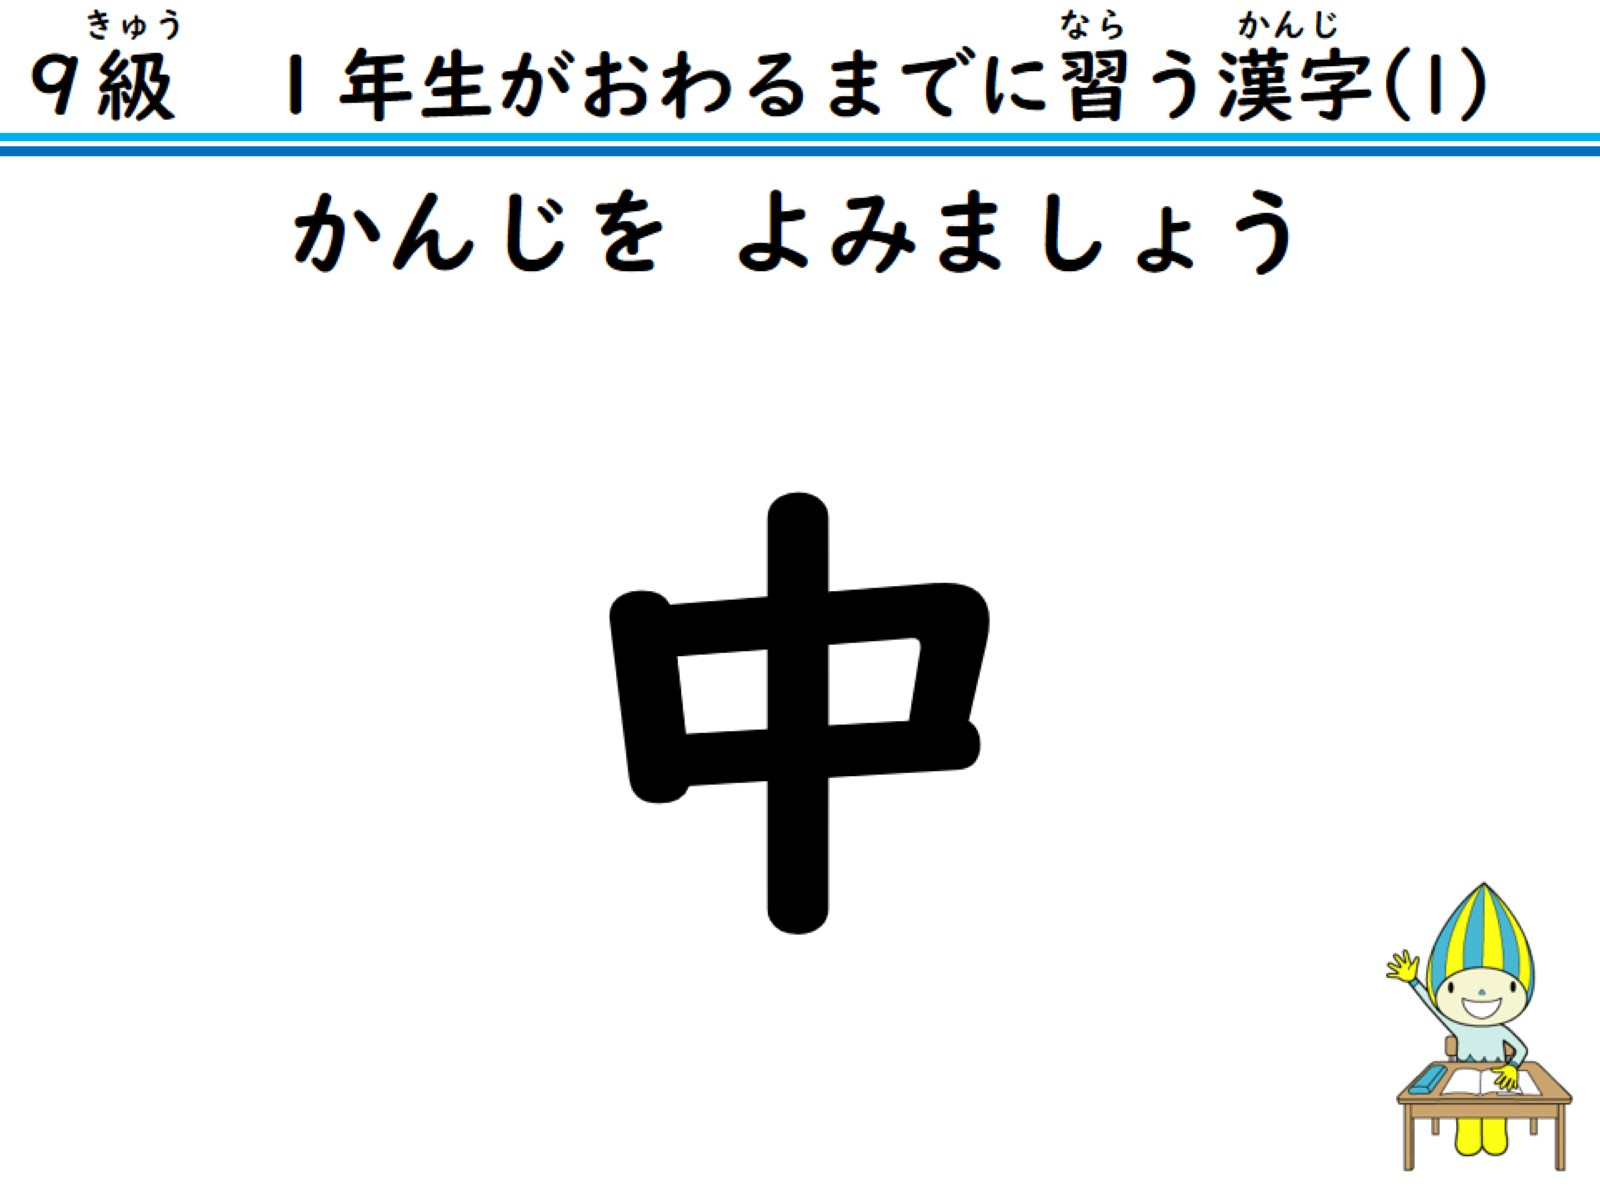 きゅう なら かんじ
9級 1年生がおわるまでに習う漢字(1)
かんじを よみましょう
中